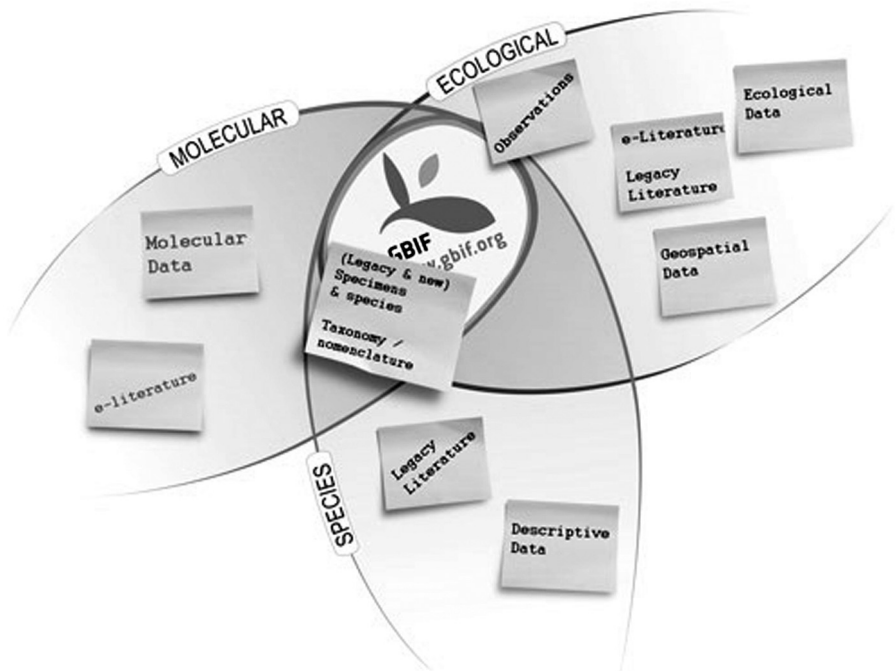 ECOLOGICAL
MOLECULAR
Observations
Ecological
Data
e-Literature
Legacy
Literature
Molecular
Data
Geospatial
Data
GBIF
.gbif.org
(Legacy & new)
Specimens
& species
Taxonomy /
nomenclature
e-literature
SPECIES
Legacy
Literature
Descriptive
Data